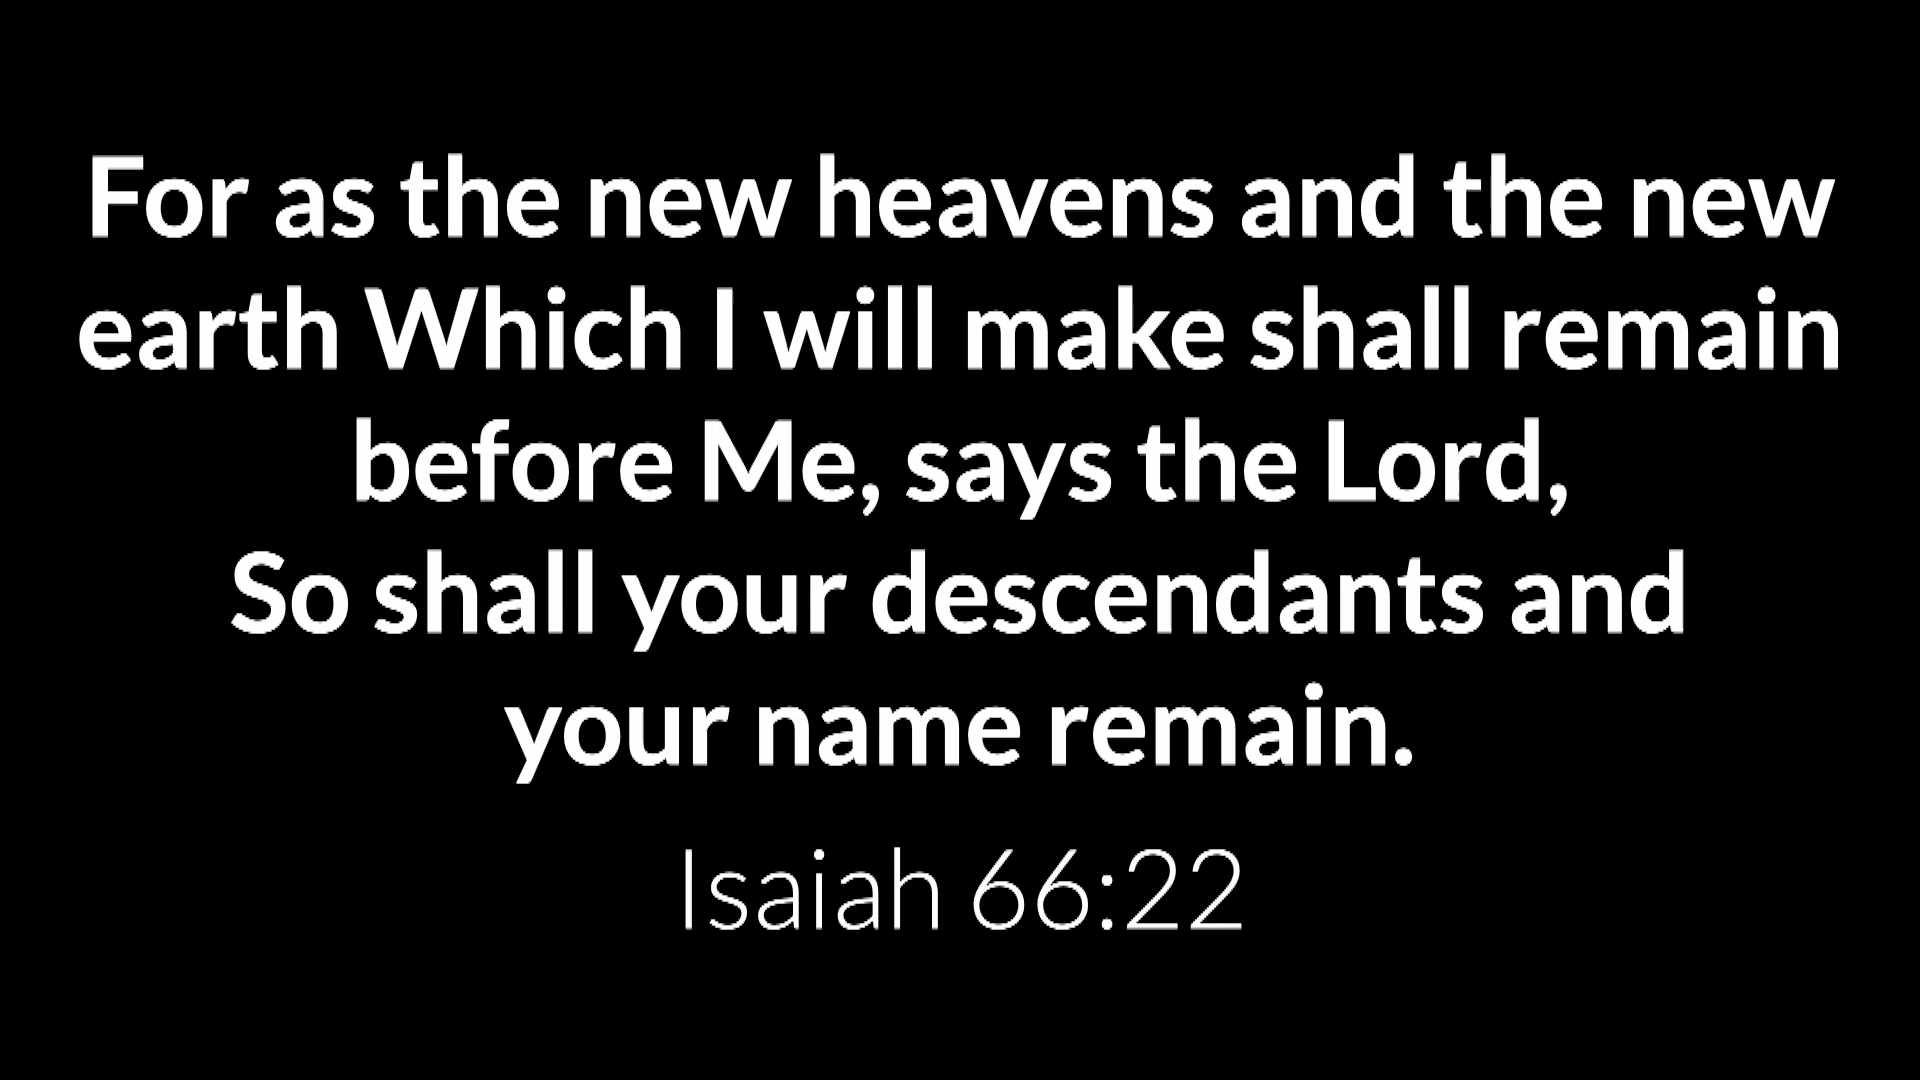 For as the new heavens and the new
earth Which I will make shall remain
before Me, says the Lord,
So shall your descendants and
your name remain.
Isaiah 66:22